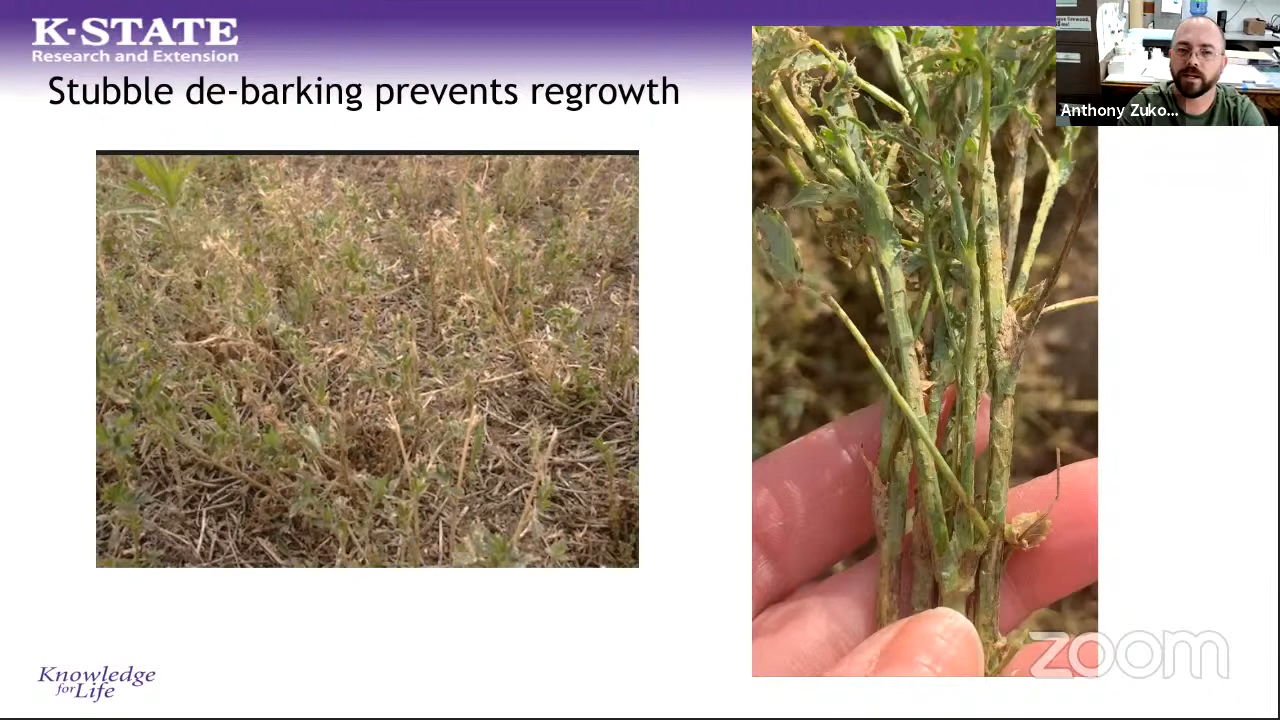 K-STATE
Research and Extension
Stubble de-barking prevents regrowth
Anthony Zuko...
Knowledge
for Life
zoom